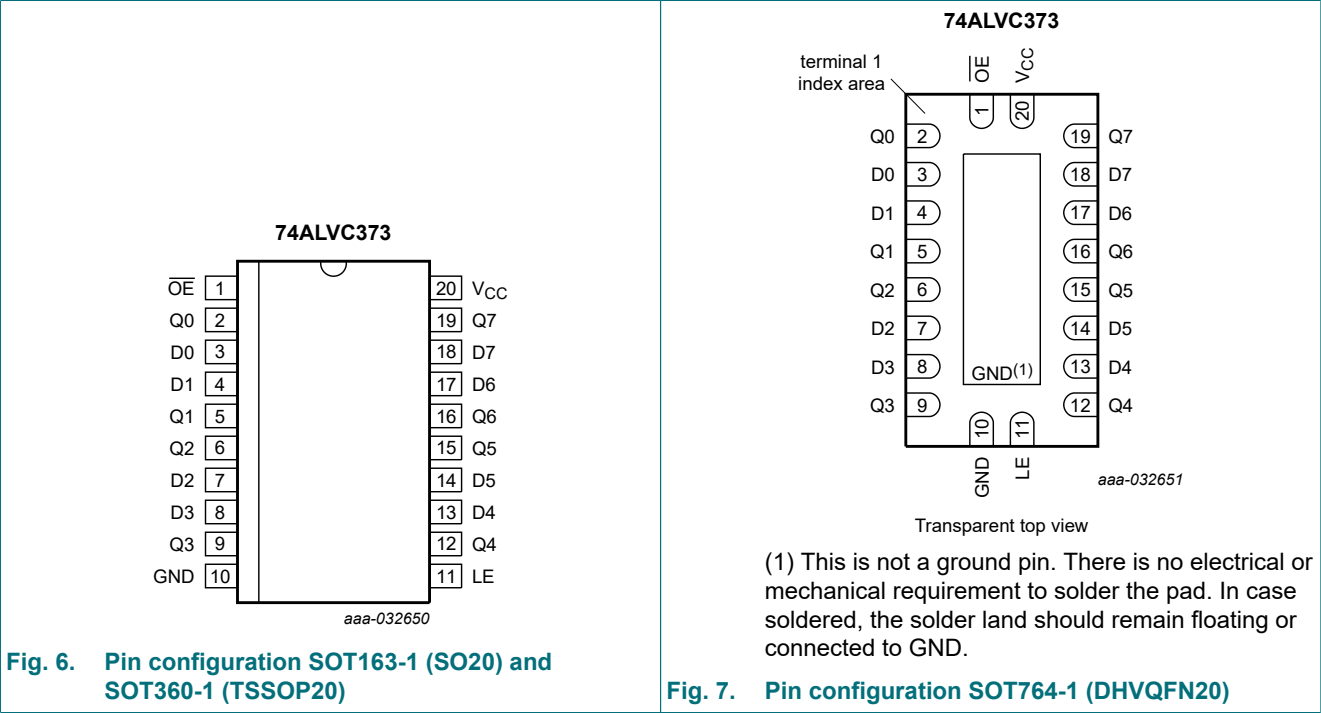 74ALVC373
OE 1 20 VCC
Q0 2 19 Q7
D0 3 18 D7
D1 4 17 D6
Q1 5 16 Q6
Q2 6 15 Q5
D2 7 14 D5
D3 8 13 D4
Q3 9 12 Q4
GND 10 11 LE
aaa-032650
Fig. 6. Pin configuration SOT163-1 (SO20) and
SOT360-1 (TSSOP20)
74ALVC373
terminal 1
index area
OE VCC
1 20
Q0 2 19 Q7
D0 3 18 D7
D1 4 17 D6
Q1 5 16 Q6
Q2 6 15 Q5
D2 7 14 D5
D3 8 GND(1) 13 D4
Q3 9 12 Q4
10 11
GND LE
aaa-032651
Transparent top view
(1) This is not a ground pin. There is no electrical or
mechanical requirement to solder the pad. In case
soldered, the solder land should remain floating or
connected to GND.
Fig. 7. Pin configuration SOT764-1 (DHVQFN20)